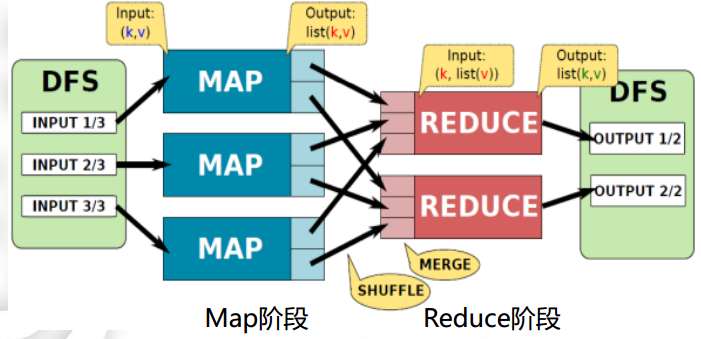 Input:
(k,v)
Output:
list(k,v)
DFS
INPUT 1/3
INPUT 2/3
INPUT 3/3
MAP
MAP
MAP
Input:
(k, list(v))
Output:
list(k,v)
REDUCE
REDUCE
DFS
OUTPUT 1/2
OUTPUT 2/2
MERGE
SHUFFLE
Map阶段
Reduce阶段